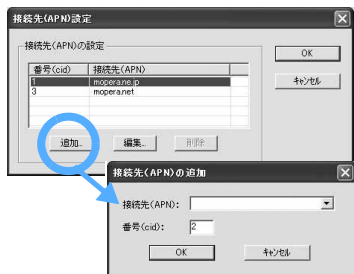 接続先(APN)設定
接続先(APN)の設定
番号(cid) 接続先(APN)
1 mopera.ne.jp
3 mopera.net
OK
キャンセル
追加... 編集... 削除
接続先(APN)の追加
接続先(APN):
番号(cid): 2
OK キャンセル